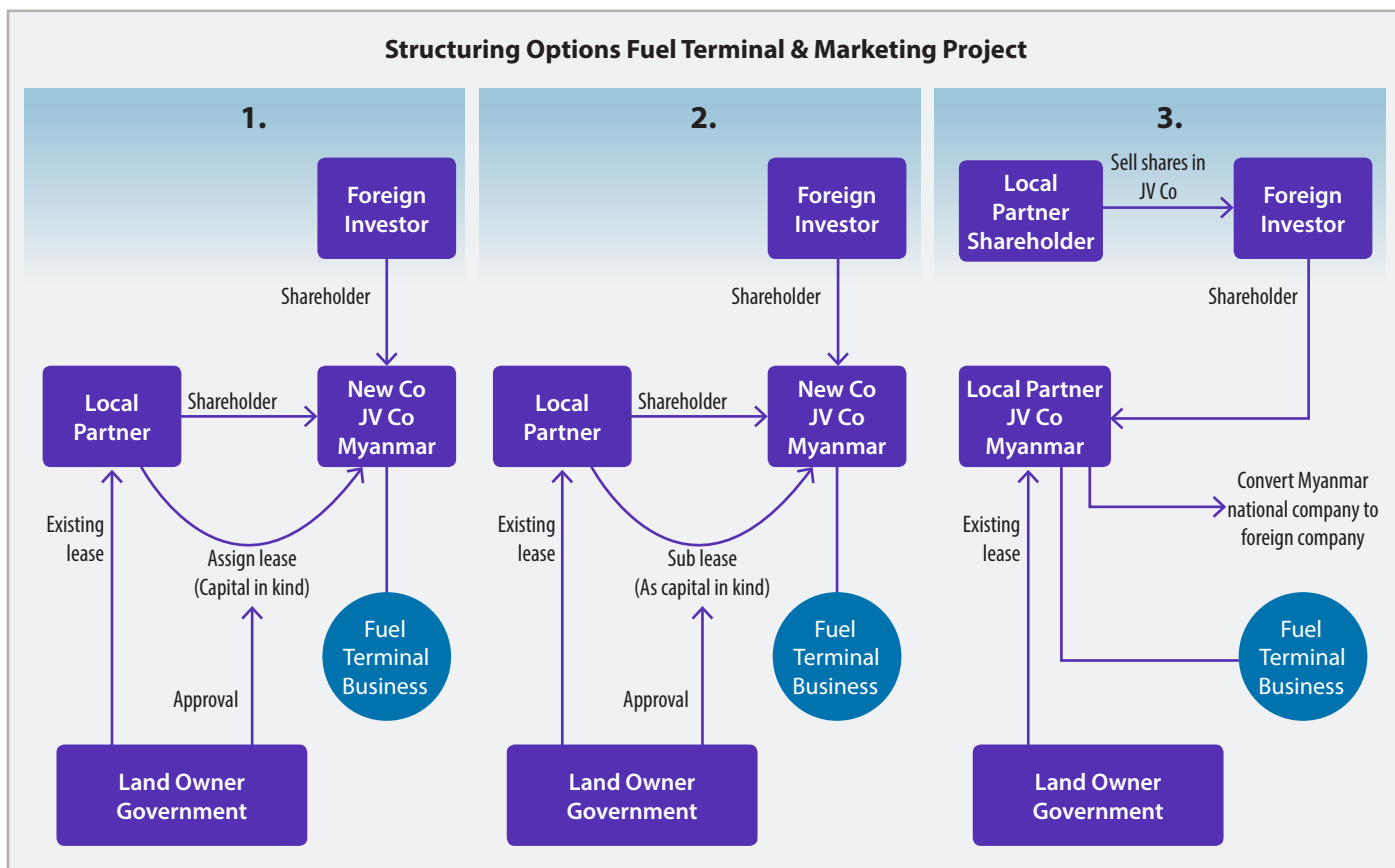 Structuring Options Fuel Terminal & Marketing Project
1.
Foreign
Investor
Shareholder
Local
Partner
Shareholder
New Co
JV Co
Myanmar
Existing
lease
Assign lease
(Capital in kind)
Fuel
Terminal
Business
Approval
Land Owner
Government
2.
Foreign
Investor
Shareholder
Local
Partner
Shareholder
New Co
JV Co
Myanmar
Existing
lease
Sub lease
(As capital in kind)
Fuel
Terminal
Business
Approval
Land Owner
Government
3.
Local
Partner
Shareholder
Sell shares in
JV Co
Foreign
Investor
Shareholder
Local Partner
JV Co
Myanmar
Existing
lease
Convert Myanmar
national company to
foreign company
Fuel
Terminal
Business
Land Owner
Government